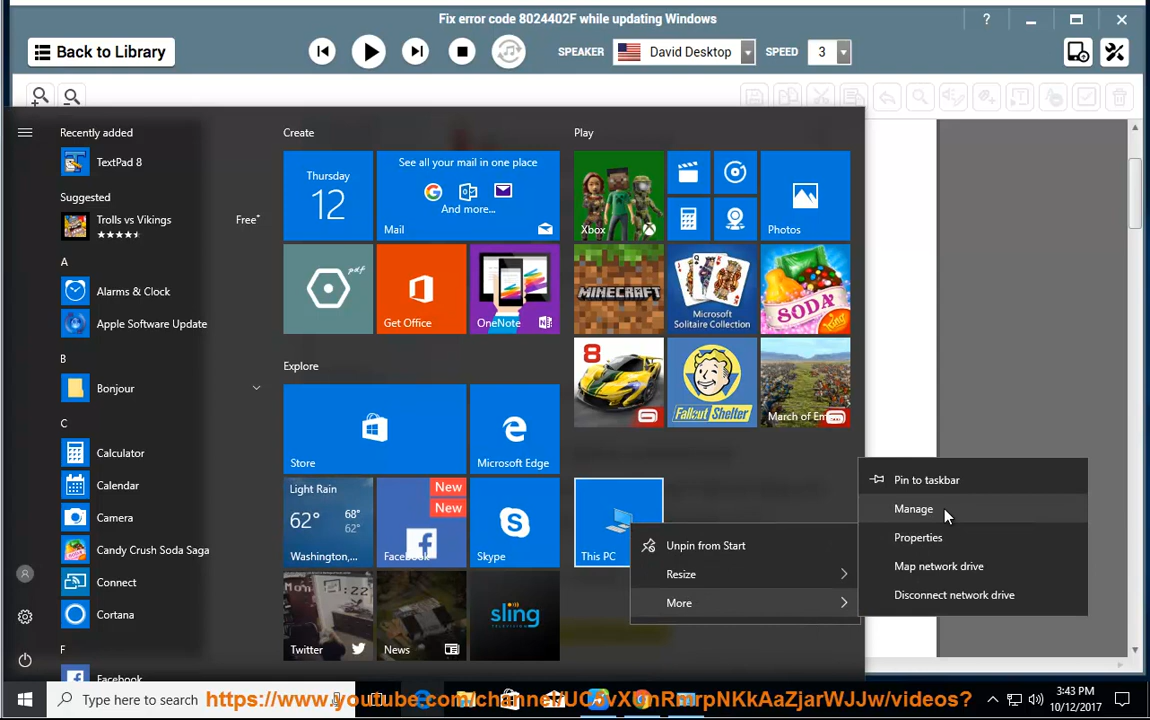 Fix error code 8024402F while updating Windows
?
Back to Library
SPEAKER
David Desktop
SPEED
3
Recently added
TextPad 8
Suggested
Trolls vs Vikings
Free*
A
Alarms & Clock
Apple Software Update
B
Bonjour
C
Calculator
Calendar
Camera
Candy Crush Soda Saga
Connect
Cortana
F
Facebook
Create
Thursday
12
See all your mail in one place
And more...
Mail
pdf
Get Office
OneNote
Explore
Store
Microsoft Edge
Light Rain
62°
68°
62°
Washington,...
New
New
Facebook
Skype
Twitter
News
sling
TELEVISION
Play
Xbox
Photos
MINECRAFT
Microsoft
Solitaire Collection
SODA
King
8
Fallout Shelter
March of Em
This PC
Unpin from Start
Resize
More
Pin to taskbar
Manage
Properties
Map network drive
Disconnect network drive
Type here to search
3:43 PM
10/12/2017